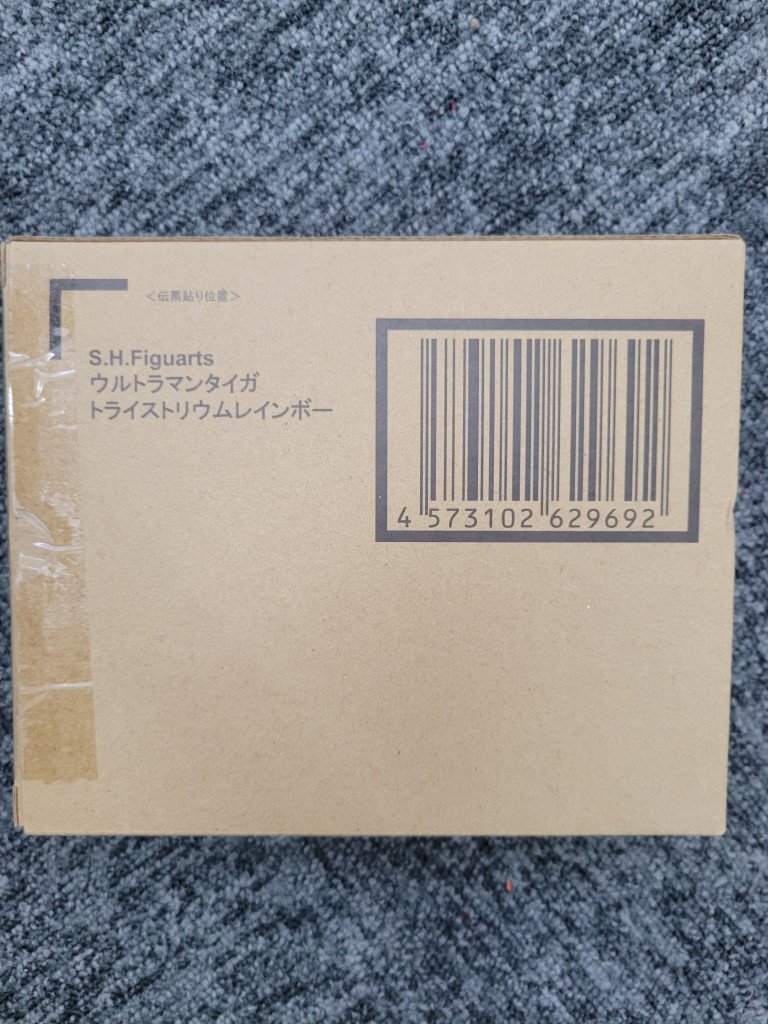 ＜伝票貼り位置＞
S.H.Figuarts
ウルトラマンタイガ
トライストリウムレインボー
4 573102 629692